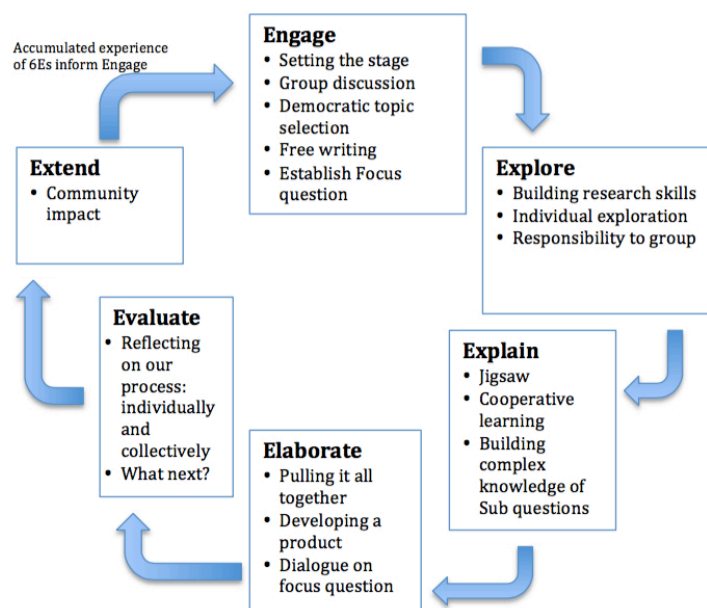 Accumulated experience
of 6Es inform Engage
Engage
• Setting the stage
• Group discussion
• Democratic topic
selection
• Free writing
• Establish Focus
question
Explore
• Building research skills
• Individual exploration
• Responsibility to group
Explain
• Jigsaw
• Cooperative
learning
• Building
complex
knowledge of
Sub questions
Elaborate
• Pulling it all
together
• Developing a
product
• Dialogue on
focus question
Evaluate
• Reflecting
on our
process:
individually
and
collectively
• What next?
Extend
• Community
impact